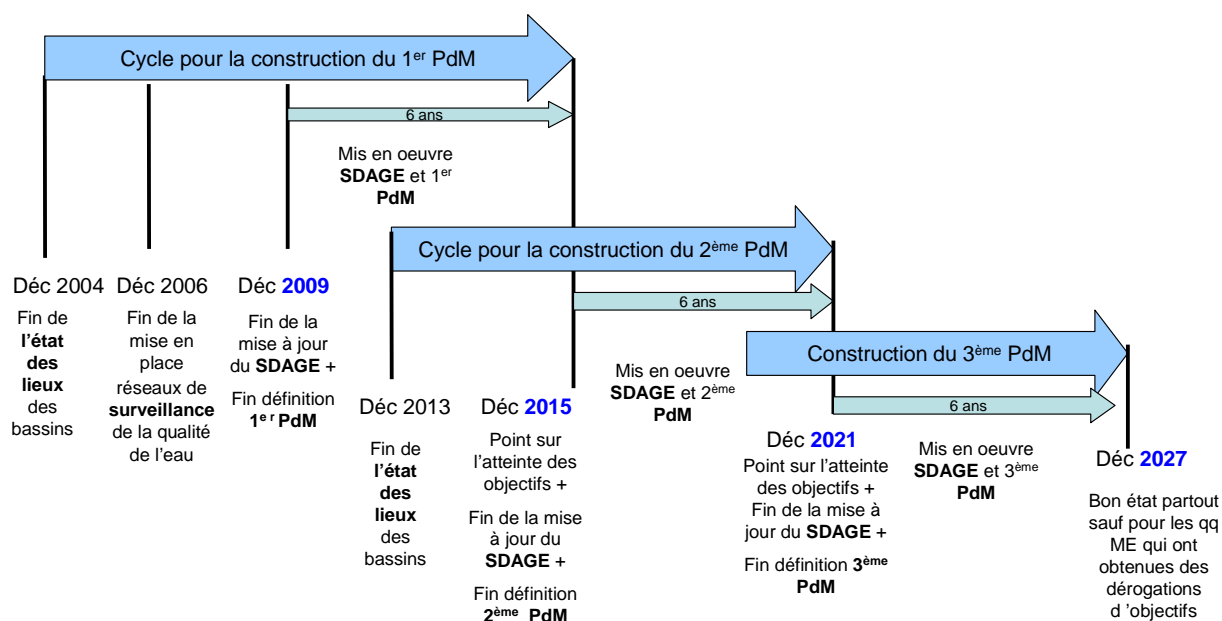 Cycle pour la construction du 1er PdM
6 ans
Mis en oeuvre
SDAGE et 1er
PdM
Cycle pour la construction du 2ème PdM
6 ans
Mis en oeuvre
SDAGE et 2ème
PdM
Construction du 3ème PdM
6 ans
Mis en oeuvre
SDAGE et 3ème
PdM
Déc 2004
Fin de
l'état
des
lieux
des
bassins
Déc 2006
Fin de la
mise en
place
réseaux de
surveillance
de la qualité
de l'eau
Déc 2009
Fin de la
mise à jour
du SDAGE +
Fin définition
1er PdM
Déc 2013
Fin de
l'état
des
lieux
des
bassins
Déc 2015
Point sur
l'atteinte des
objectifs +
Fin de la mise
à jour du
SDAGE +
Fin définition
2ème PdM
Déc 2021
Point sur l'atteinte
des objectifs +
Fin de la mise à
jour du SDAGE +
Fin définition 3ème
PdM
Déc 2027
Bon état partout
sauf pour les qq
ME qui ont
obtenues des
dérogations
d 'objectifs